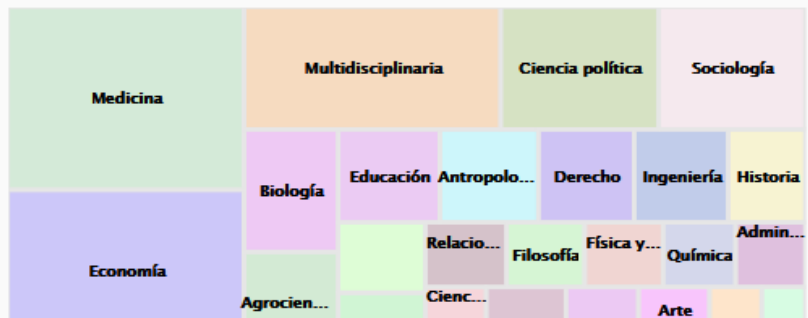 Medicina
Multidisciplinaria
Ciencia política
Sociología
Biología
Educación
Antropolo...
Derecho
Ingeniería
Historia
Economía
Relacio...
Filosofía
Física y...
Química
Admin...
Agrocien...
Cienc...
Arte